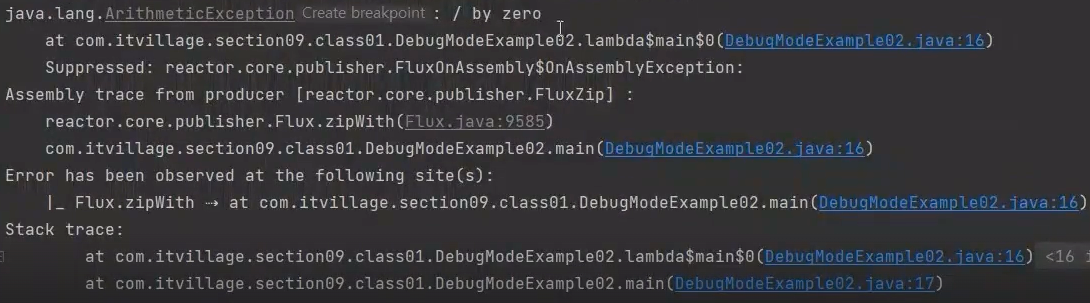 java.lang.ArithmeticException Create breakpoint : / by zero
at com.itvillage.section09.class01.DebugModeExample02.lambda$main$0(DebugModeExample02.java:16)
Suppressed: reactor.core.publisher.FluxOnAssembly$OnAssemblyException:
Assembly trace from producer [reactor.core.publisher.FluxZip] :
reactor.core.publisher.Flux.zipWith(Flux.java:9585)
com.itvillage.section09.class01.DebugModeExample02.main(DebugModeExample02.java:16)
Error has been observed at the following site(s):
|_ Flux.zipWith ⇢ at com.itvillage.section09.class01.DebugModeExample02.main(DebugModeExample02.java:16)
Stack trace:
at com.itvillage.section09.class01.DebugModeExample02.lambda$main$0(DebugModeExample02.java:16) <16 i
at com.itvillage.section09.class01.DebugModeExample02.main(DebugModeExample02.java:17)